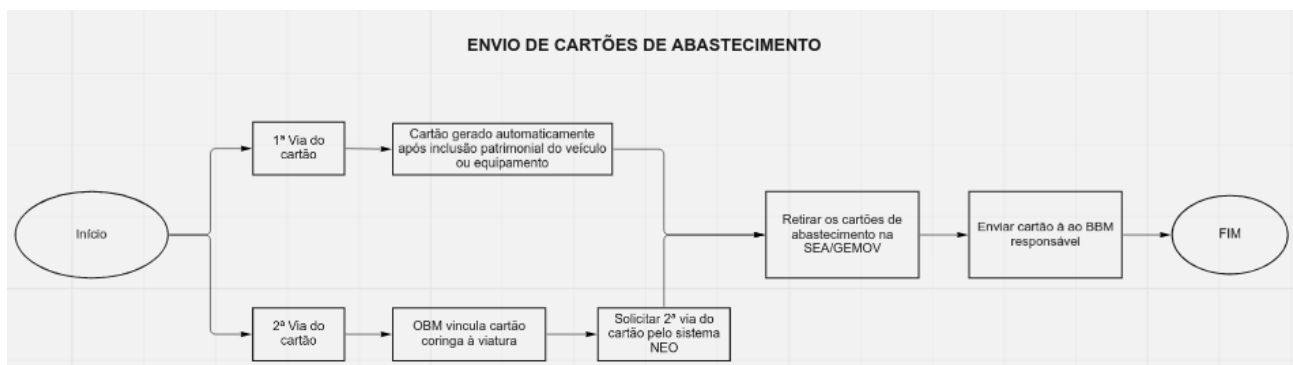 ENVIO DE CARTÕES DE ABASTECIMENTO
1ª Via do
cartão
Cartão gerado automaticamente
após inclusão patrimonial do veículo
ou equipamento
Início
Retirar os cartões de
abastecimento na
SEA/GEMOV
Enviar cartão à ao BBM
responsável
FIM
2ª Via do
cartão
OBM vincula cartão
coringa à viatura
Solicitar 2ª via do
cartão pelo sistema
NEO